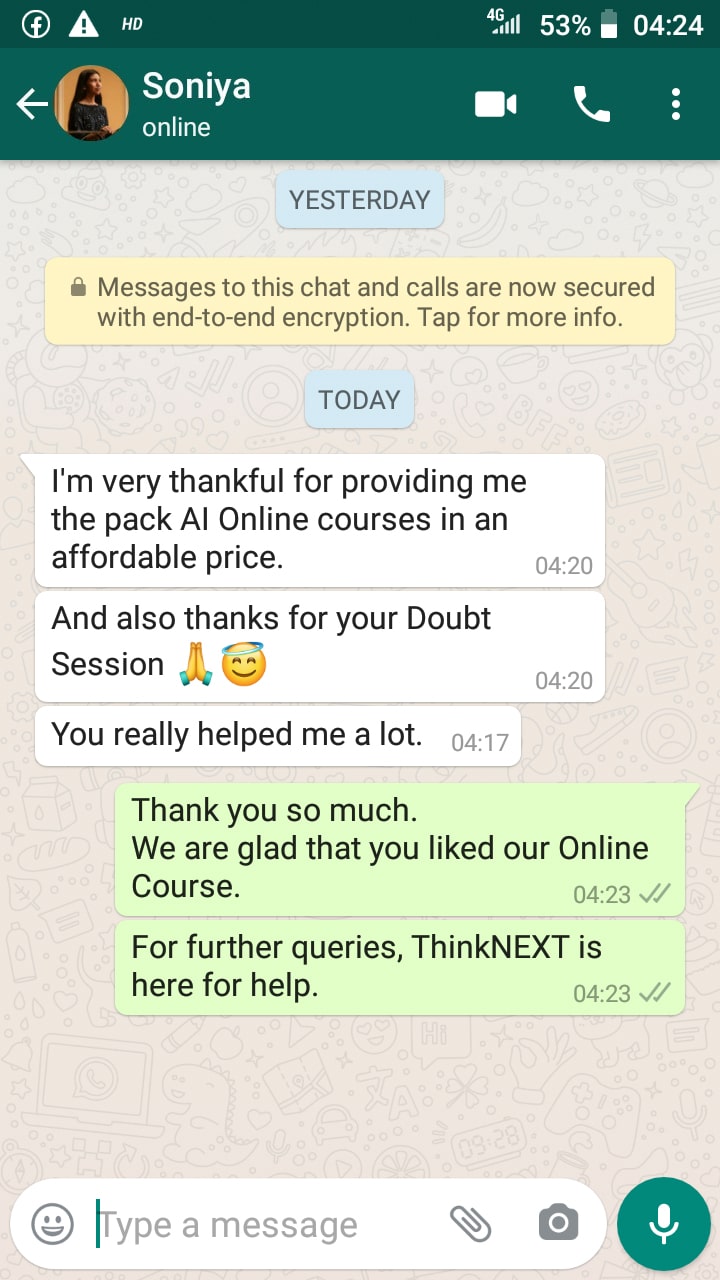 HD 4G 53% 04:24
Soniya
online
YESTERDAY
Messages to this chat and calls are now secured
with end-to-end encryption. Tap for more info.
TODAY
I'm very thankful for providing me
the pack AI Online courses in an
affordable price.
04:20
And also thanks for your Doubt
Session 🙏😇
04:20
You really helped me a lot. 04:17
Thank you so much.
We are glad that you liked our Online
Course.
04:23
For further queries, ThinkNEXT is
here for help.
04:23
Type a message